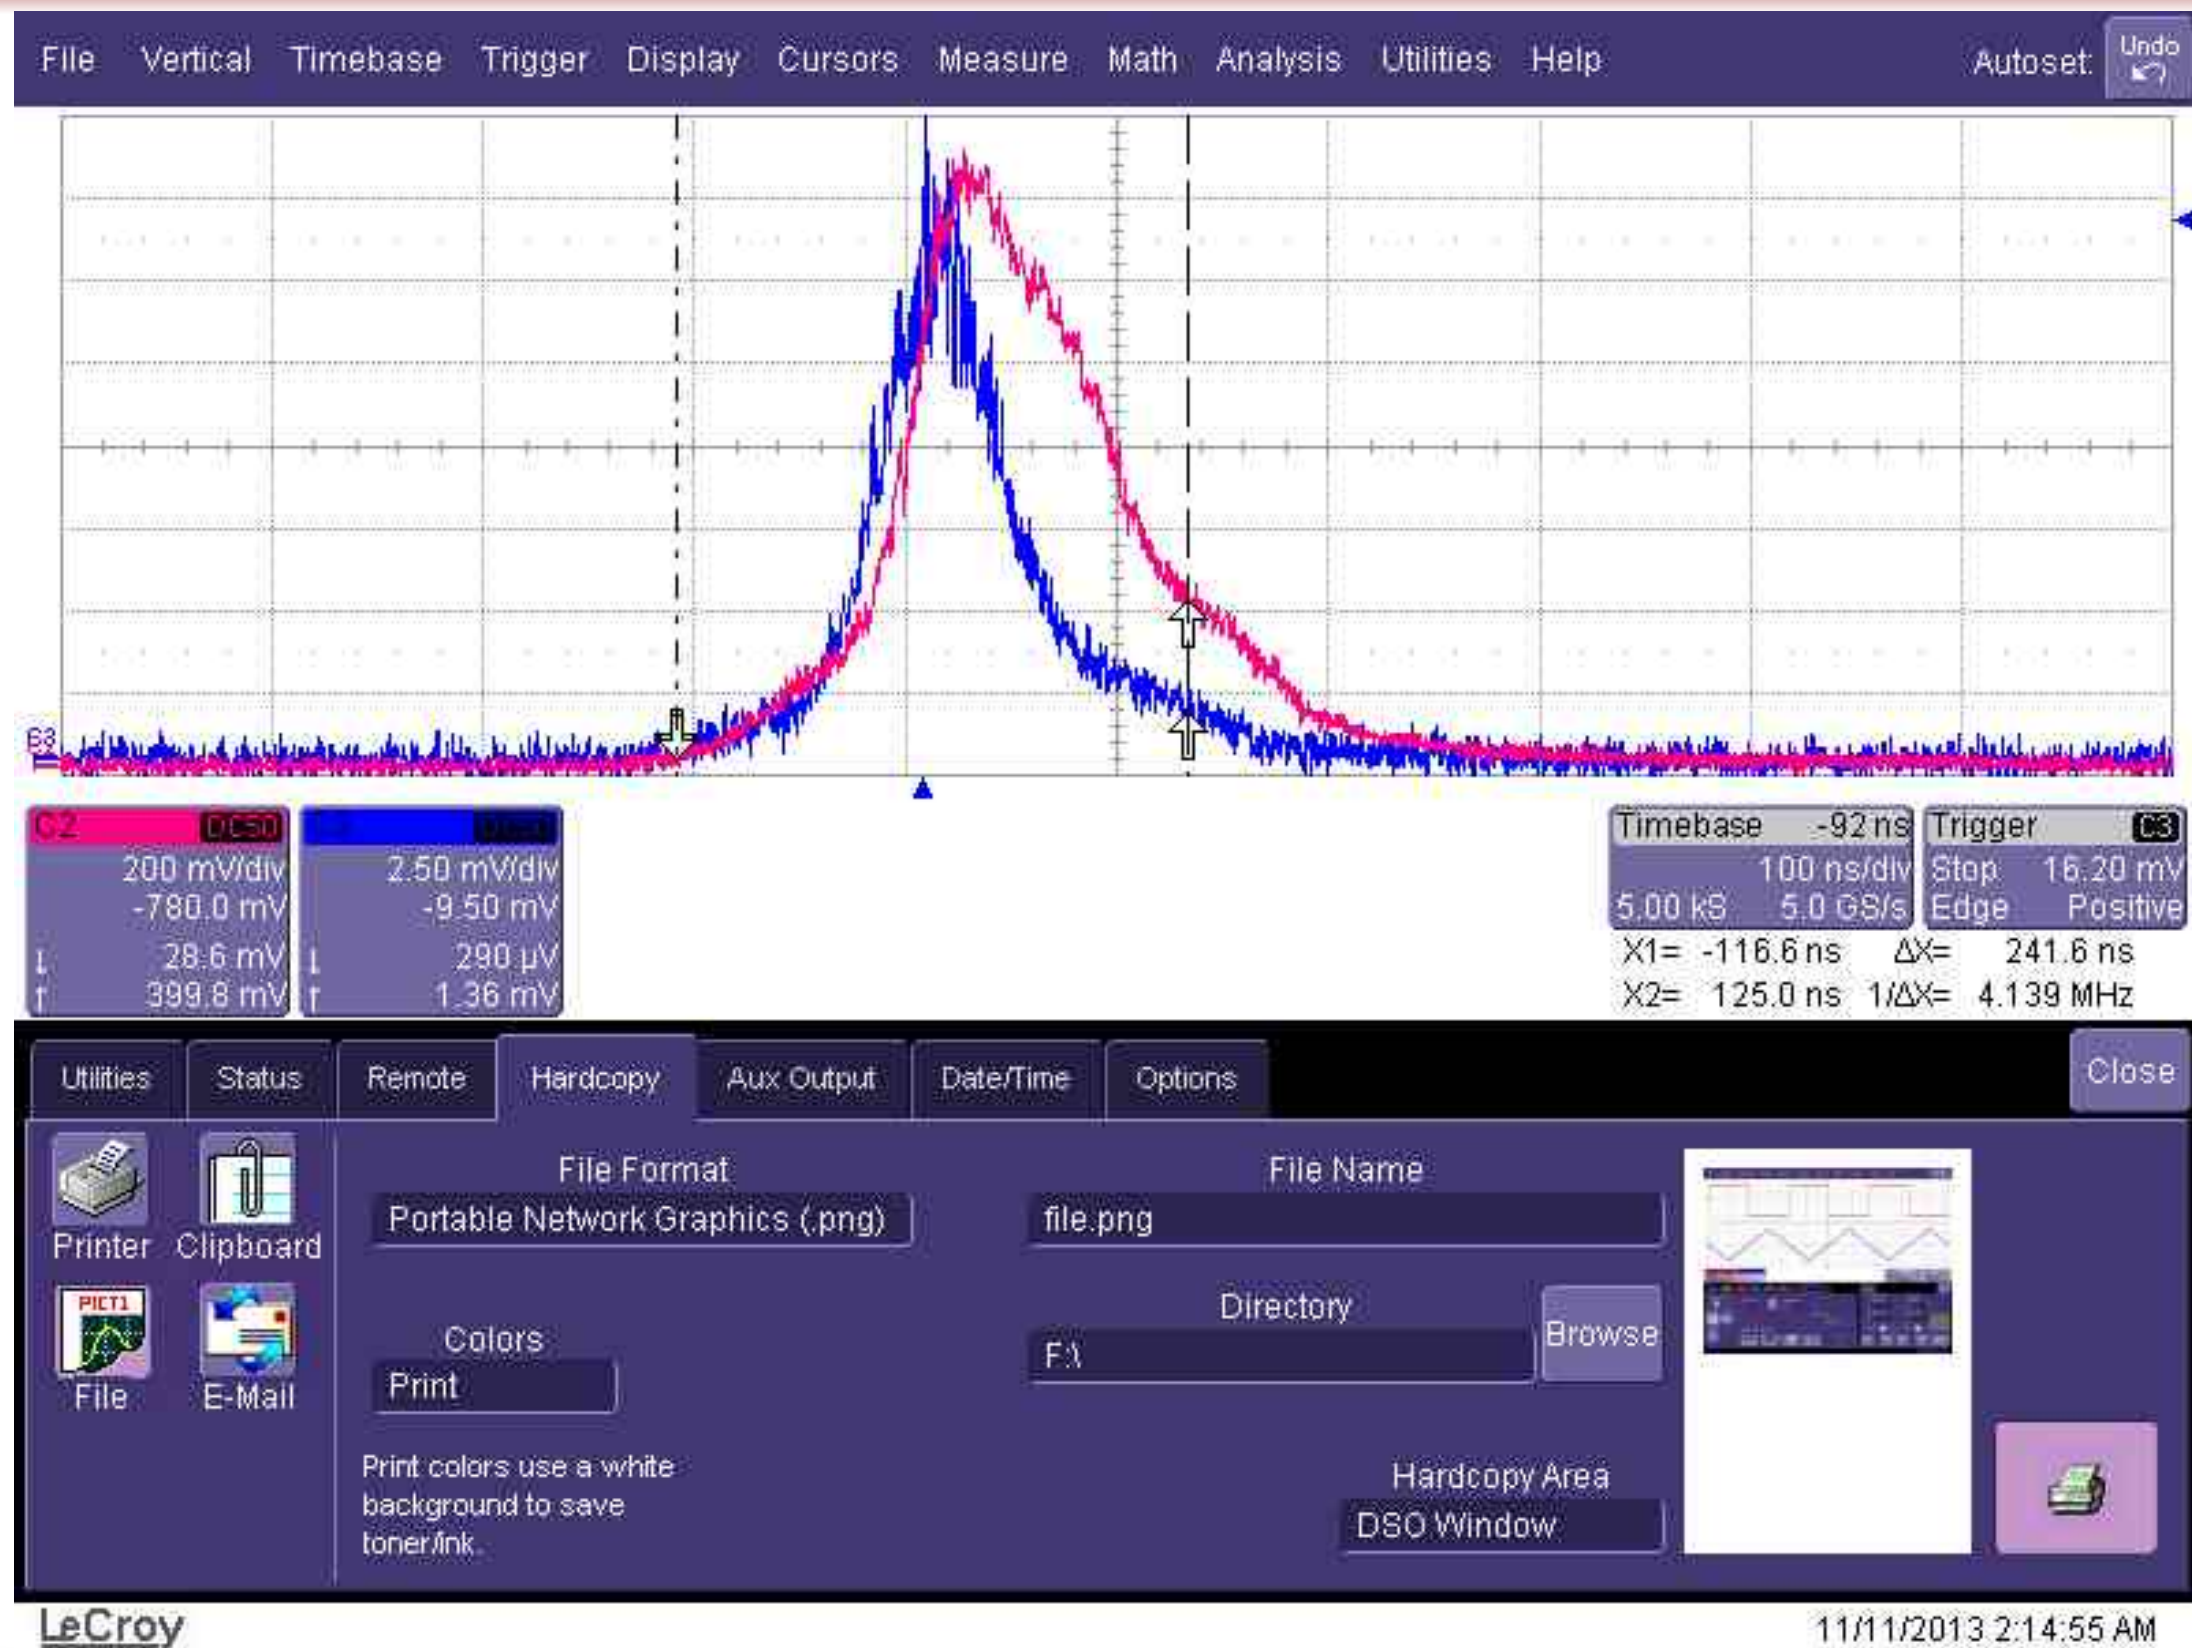 File Vertical Timebase Trigger Display Cursors Measure Math Analysis Utilities Help Autoset: Undo
C2 DC50
200 mV/div 2.50 mV/div
-780.0 mV -9.50 mV
28.6 mV 290 µV
399.8 mV 1.36 mV
Timebase -92 ns Trigger C3
100 ns/div Stop 16.20 mV
5.00 kS 5.0 GS/s Edge Positive
X1= -116.6 ns ΔX= 241.6 ns
X2= 125.0 ns 1/ΔX= 4.139 MHz
Utilities Status Remote Hardcopy Aux Output Date/Time Options Close
File Format File Name
Printer Clipboard Portable Network Graphics (.png) file.png
PICT1 Directory
File E-Mail Colors F:\ Browse
Print
Print colors use a white
background to save
toner/ink.
Hardcopy Area
DSO Window
LeCroy 11/11/2013 2:14:55 AM